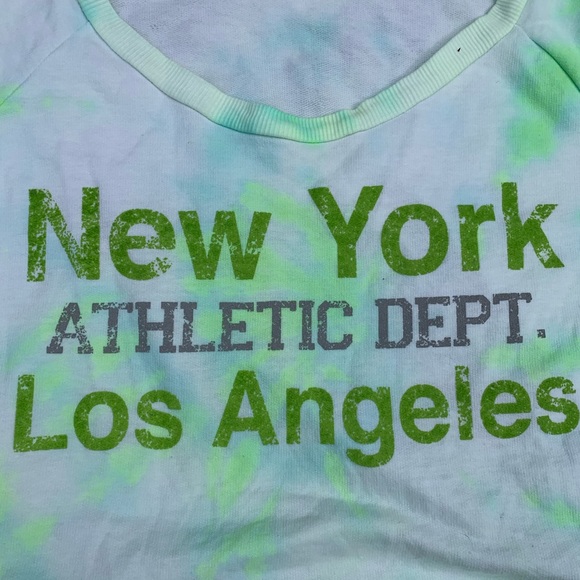 New York
ATHLETIC DEPT.
Los Angeles